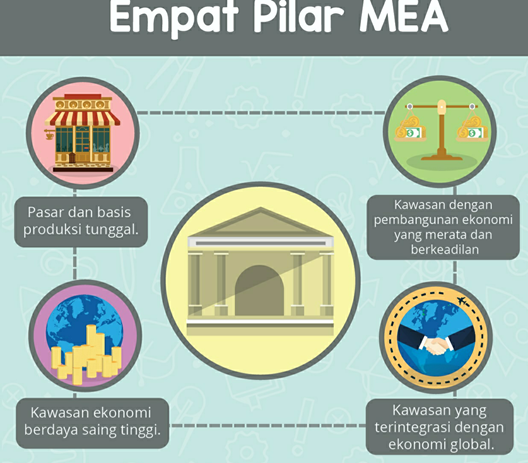 Empat Pilar MEA
Pasar dan basis
produksi tunggal.
Kawasan dengan
pembangunan ekonomi
yang merata dan
berkeadilan
Kawasan ekonomi
berdaya saing tinggi.
Kawasan yang
terintegrasi dengan
ekonomi global.